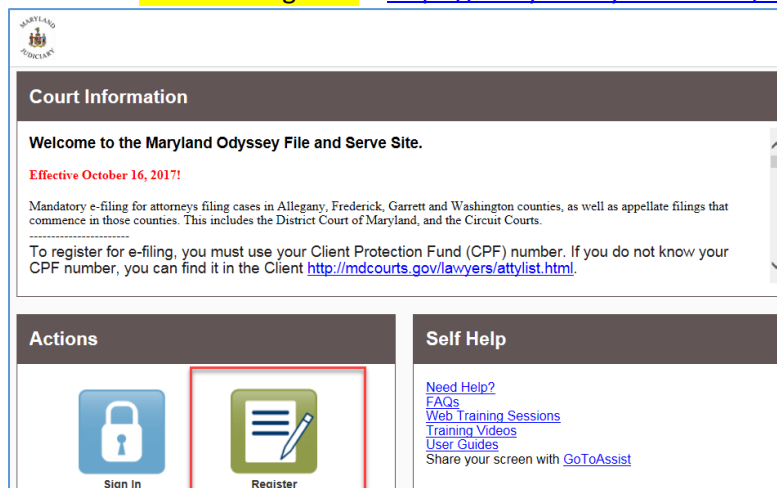 MARYLAND
JUDICIARY
Court Information
Welcome to the Maryland Odyssey File and Serve Site.
Effective October 16, 2017!
Mandatory e-filing for attorneys filing cases in Allegany, Frederick, Garrett and Washington counties, as well as appellate filings that
commence in those counties. This includes the District Court of Maryland, and the Circuit Courts.
-----------------------
To register for e-filing, you must use your Client Protection Fund (CPF) number. If you do not know your
CPF number, you can find it in the Client http://mdcourts.gov/lawyers/attylist.html.
Actions
Sign In
Register
Self Help
Need Help?
FAQs
Web Training Sessions
Training Videos
User Guides
Share your screen with GoToAssist